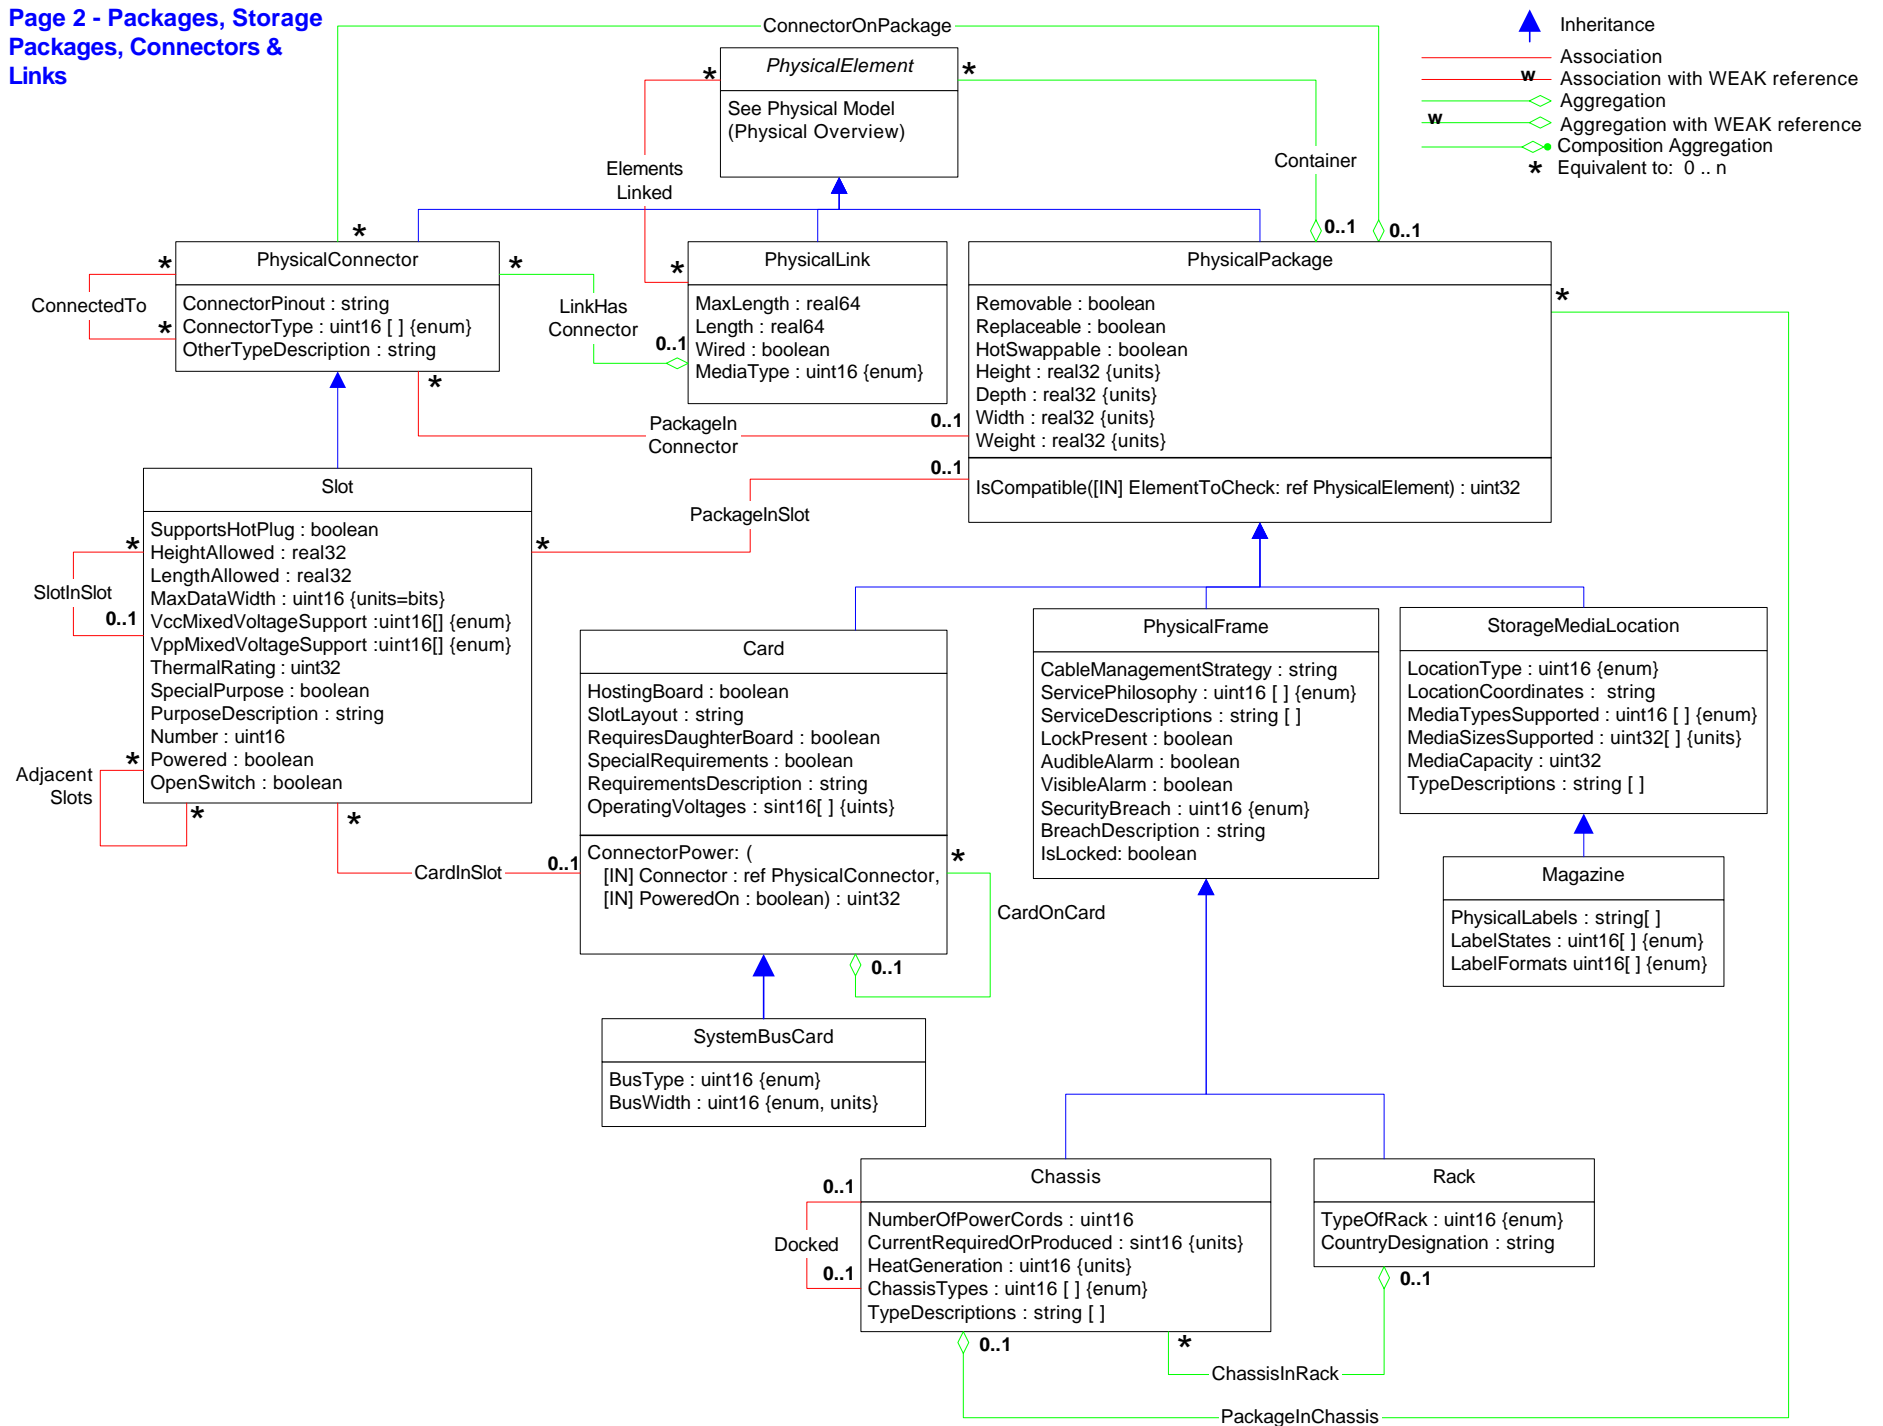 Page 2 - Packages, Storage
Packages, Connectors &
Links
ConnectorOnPackage
Inheritance
Association
w
Association with WEAK reference
Aggregation
w
Aggregation with WEAK reference
Composition Aggregation
* Equivalent to: 0 .. n
*
PhysicalElement
*
See Physical Model
(Physical Overview)
Elements
Linked
Container
*
0..1
0..1
*
PhysicalConnector
*
ConnectorPinout : string
ConnectorType : uint16 [ ] {enum}
OtherTypeDescription : string
ConnectedTo
*
*
LinkHas
Connector
0..1
*
PhysicalLink
MaxLength : real64
Length : real64
Wired : boolean
MediaType : uint16 {enum}
PhysicalPackage
*
Removable : boolean
Replaceable : boolean
HotSwappable : boolean
Height : real32 {units}
Depth : real32 {units}
Width : real32 {units}
Weight : real32 {units}
IsCompatible([IN] ElementToCheck: ref PhysicalElement) : uint32
PackageIn
Connector
0..1
0..1
PackageInSlot
*
Slot
SupportsHotPlug : boolean
HeightAllowed : real32
LengthAllowed : real32
MaxDataWidth : uint16 {units=bits}
VccMixedVoltageSupport :uint16[] {enum}
VppMixedVoltageSupport :uint16[] {enum}
ThermalRating : uint32
SpecialPurpose : boolean
PurposeDescription : string
Number : uint16
Powered : boolean
OpenSwitch : boolean
*
SlotInSlot
0..1
*
Adjacent
Slots
*
*
CardInSlot
0..1
Card
HostingBoard : boolean
SlotLayout : string
RequiresDaughterBoard : boolean
SpecialRequirements : boolean
RequirementsDescription : string
OperatingVoltages : sint16[ ] {uints}
ConnectorPower: (
[IN] Connector : ref PhysicalConnector,
[IN] PoweredOn : boolean) : uint32
*
CardOnCard
0..1
SystemBusCard
BusType : uint16 {enum}
BusWidth : uint16 {enum, units}
PhysicalFrame
CableManagementStrategy : string
ServicePhilosophy : uint16 [ ] {enum}
ServiceDescriptions : string [ ]
LockPresent : boolean
AudibleAlarm : boolean
VisibleAlarm : boolean
SecurityBreach : uint16 {enum}
BreachDescription : string
IsLocked: boolean
StorageMediaLocation
LocationType : uint16 {enum}
LocationCoordinates : string
MediaTypesSupported : uint16 [ ] {enum}
MediaSizesSupported : uint32[ ] {units}
MediaCapacity : uint32
TypeDescriptions : string [ ]
Magazine
PhysicalLabels : string[ ]
LabelStates : uint16[ ] {enum}
LabelFormats uint16[ ] {enum}
Chassis
NumberOfPowerCords : uint16
CurrentRequiredOrProduced : sint16 {units}
HeatGeneration : uint16 {units}
ChassisTypes : uint16 [ ] {enum}
TypeDescriptions : string [ ]
0..1
Docked
0..1
Rack
TypeOfRack : uint16 {enum}
CountryDesignation : string
0..1
0..1
*
ChassisInRack
PackageInChassis